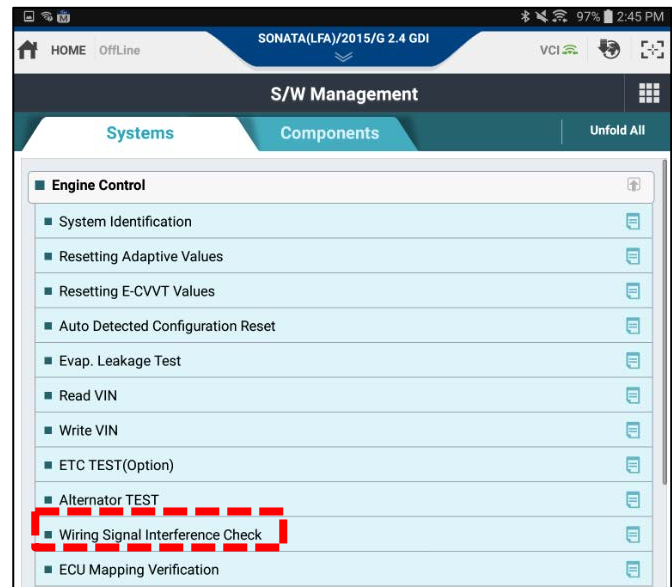 97% 2:45 PM
SONATA(LFA)/2015/G 2.4 GDI
HOME OffLine
VCI
S/W Management
Systems
Components
Unfold All
Engine Control
System Identification
Resetting Adaptive Values
Resetting E-CVVT Values
Auto Detected Configuration Reset
Evap. Leakage Test
Read VIN
Write VIN
ETC TEST(Option)
Alternator TEST
Wiring Signal Interference Check
ECU Mapping Verification